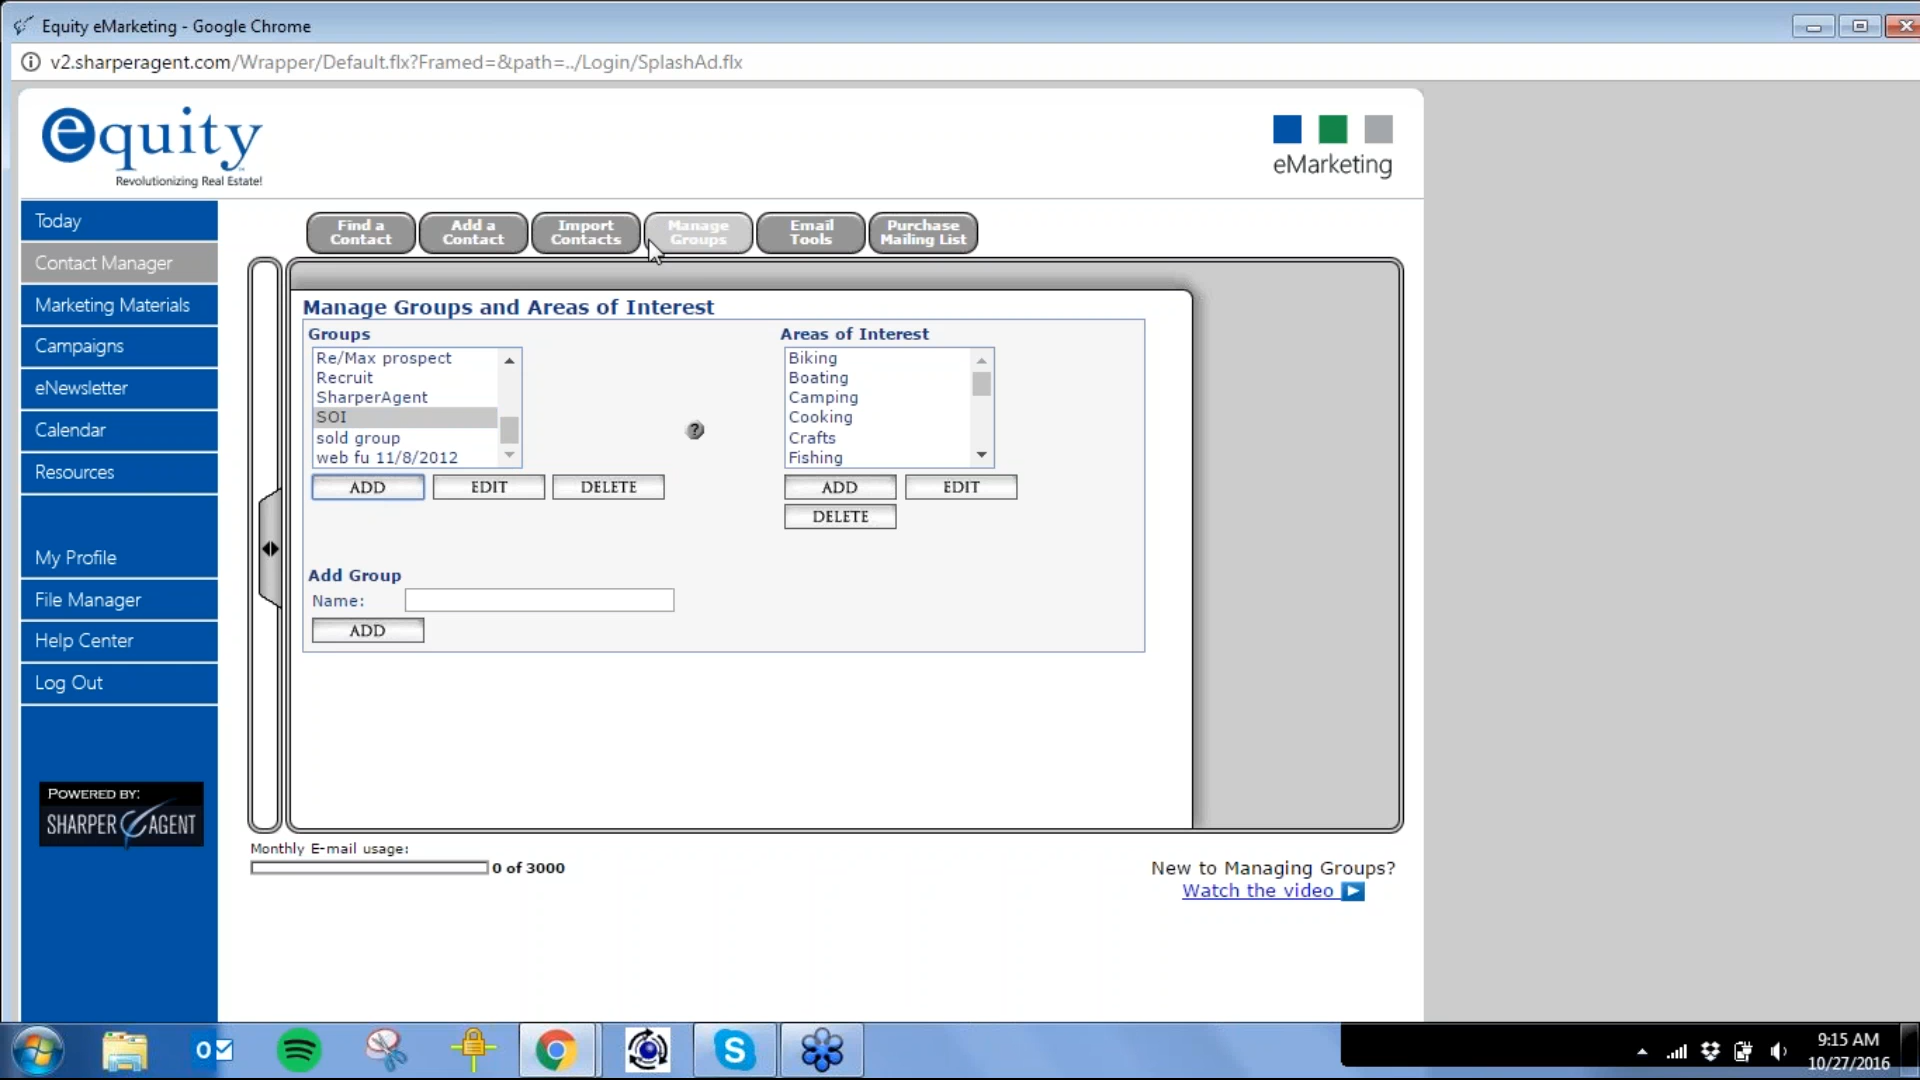 Equity eMarketing - Google Chrome
v2.sharperagent.com/Wrapper/Default.flx?Framed=&path=../Login/SplashAd.flx
equity
Revolutionizing Real Estate!
eMarketing
Today
Contact Manager
Marketing Materials
Campaigns
eNewsletter
Calendar
Resources
My Profile
File Manager
Help Center
Log Out
POWERED BY:
SHARPER AGENT
Find a
Contact
Add a
Contact
Import
Contacts
Manage
Groups
Email
Tools
Purchase
Mailing List
Manage Groups and Areas of Interest
Groups
Re/Max prospect
Recruit
SharperAgent
SOI
sold group
web fu 11/8/2012
ADD
EDIT
DELETE
?
Areas of Interest
Biking
Boating
Camping
Cooking
Crafts
Fishing
ADD
EDIT
DELETE
Add Group
Name:
ADD
Monthly E-mail usage:
0 of 3000
New to Managing Groups?
Watch the video
9:15 AM
10/27/2016